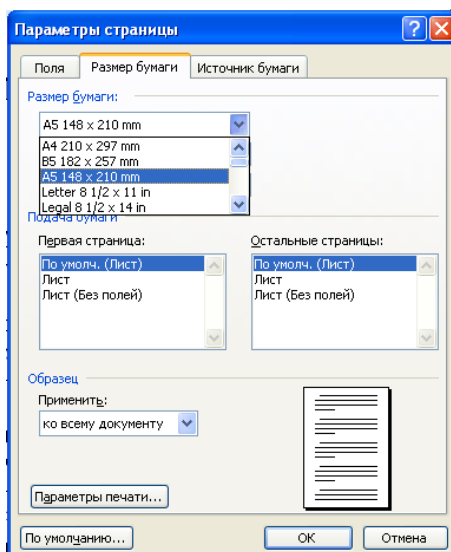 Параметры страницы
Поля Размер бумаги Источник бумаги
Размер бумаги:
A5 148 x 210 mm
A4 210 x 297 mm
B5 182 x 257 mm
A5 148 x 210 mm
Letter 8 1/2 x 11 in
Legal 8 1/2 x 14 in
Подача бумаги
Первая страница: Остальные страницы:
По умолч. (Лист) По умолч. (Лист)
Лист Лист
Лист (Без полей) Лист (Без полей)
Образец
Применить:
ко всему документу
Параметры печати...
По умолчанию... ОК Отмена